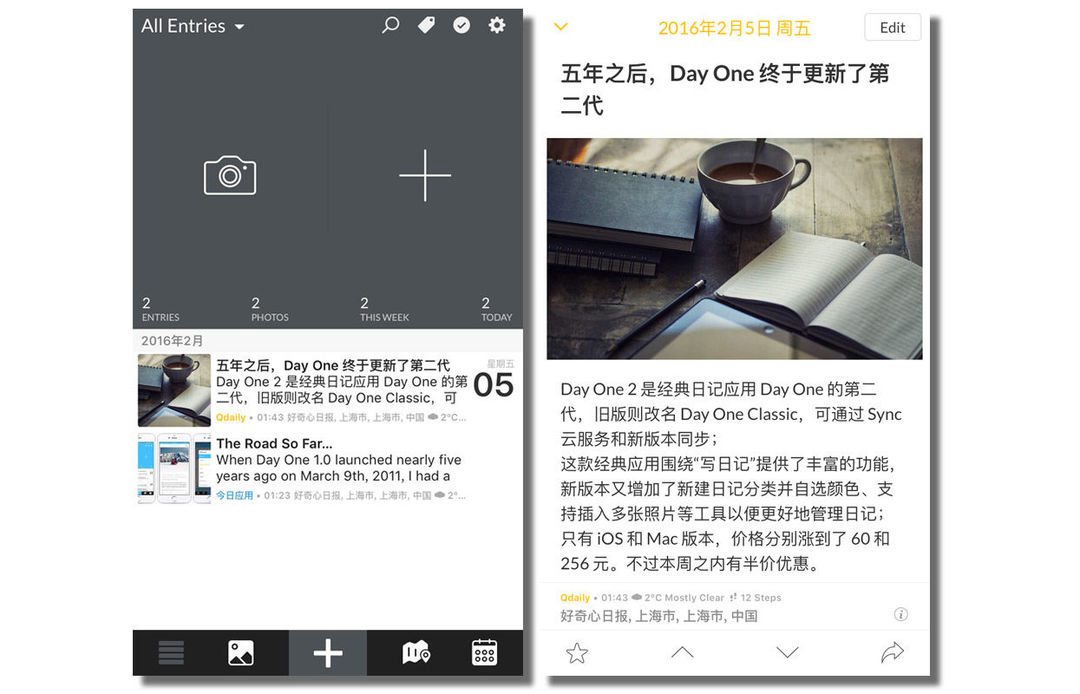 All Entries
2
ENTRIES
2
PHOTOS
2
THIS WEEK
2
TODAY
2016年2月
五年之后，Day One 终于更新了第二代
Day One 2 是经典日记应用 Day One 的第
二代，旧版则改名 Day One Classic，可
Qdaily • 01:43 好奇心日报, 上海市, 上海市, 中国 2°C...
星期五
05
The Road So Far...
When Day One 1.0 launched nearly five
years ago on March 9th, 2011, I had a
今日应用 • 01:23 好奇心日报, 上海市, 上海市, 中国 2°...
2016年2月5日 周五
Edit
五年之后，Day One 终于更新了第
二代
Day One 2 是经典日记应用 Day One 的第二
代，旧版则改名 Day One Classic，可通过 Sync
云服务和新版本同步；
这款经典应用围绕“写日记”提供了丰富的功能，
新版本又增加了新建日记分类并自选颜色、支
持插入多张照片等工具以便更好地管理日记；
只有 iOS 和 Mac 版本，价格分别涨到了 60 和
256 元。不过本周之内有半价优惠。
Qdaily • 01:43 2°C Mostly Clear 12 Steps
好奇心日报, 上海市, 上海市, 中国